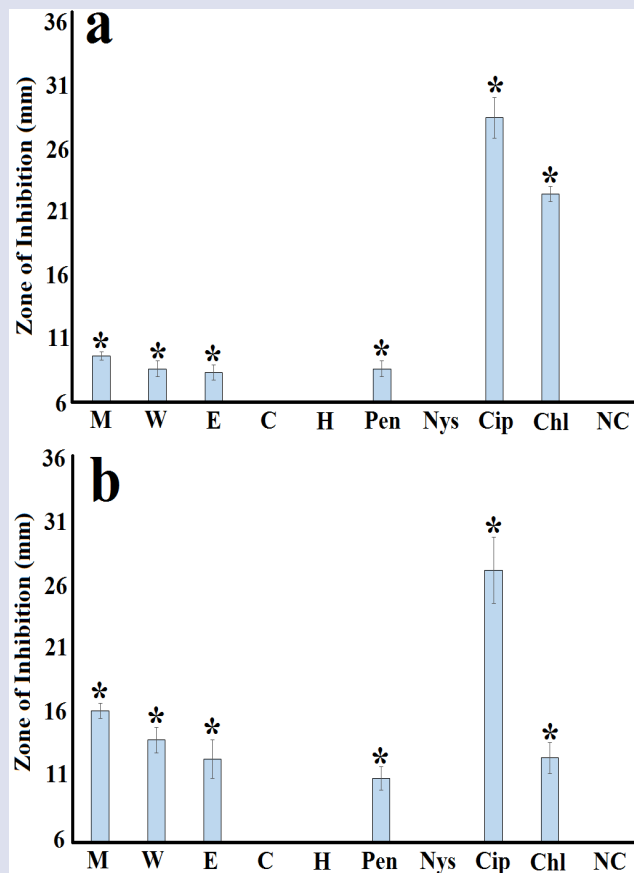 a
Zone of Inhibition (mm)
36
31
26
21
16
11
6
* * * * * *
M W E C H Pen Nys Cip Chl NC
b
Zone of Inhibition (mm)
36
31
26
21
16
11
6
* * * * * *
M W E C H Pen Nys Cip Chl NC